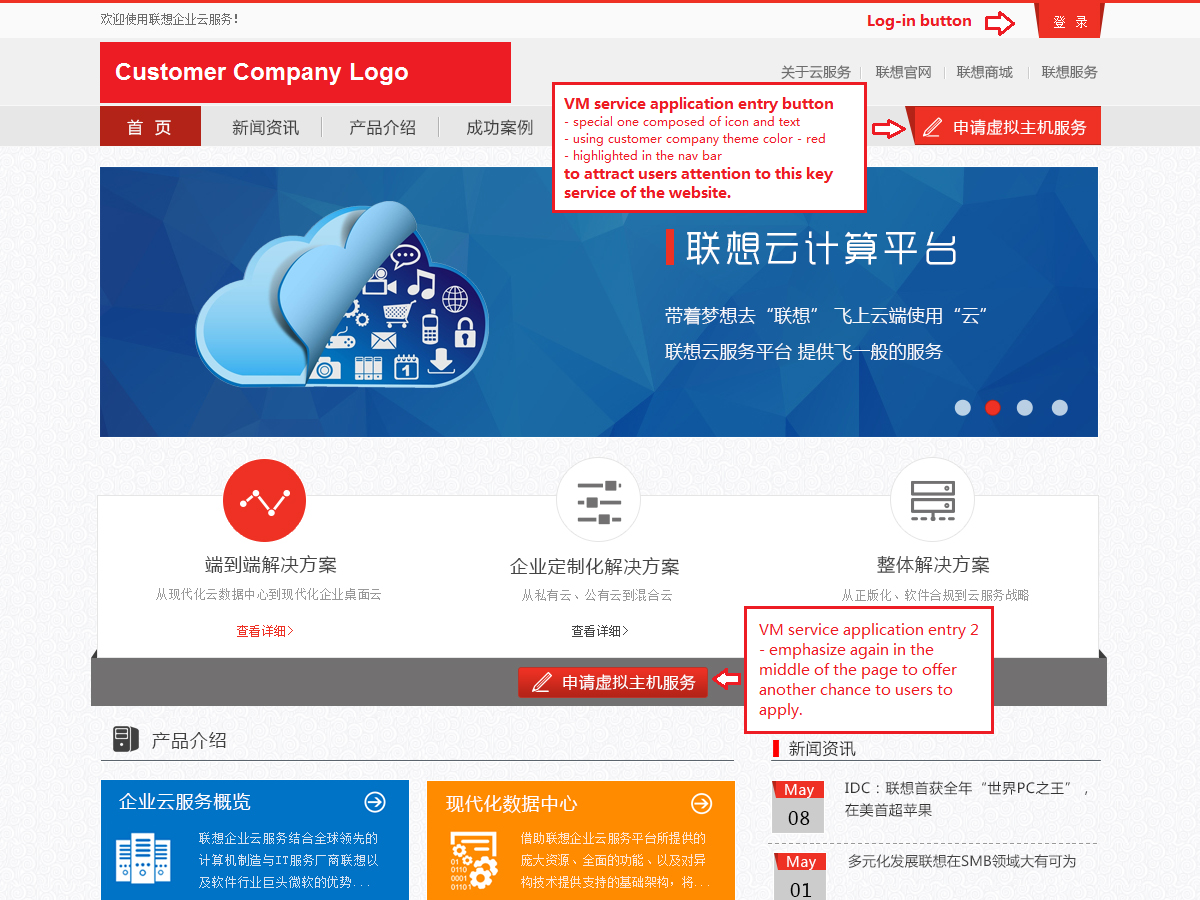 欢迎使用联想企业云服务!
Log-in button
登 录
Customer Company Logo
关于云服务
联想官网
联想商城
联想服务
首 页
新闻资讯
产品介绍
成功案例
VM service application entry button
- special one composed of icon and text
- using customer company theme color - red
- highlighted in the nav bar
to attract users attention to this key
service of the website.
申请虚拟主机服务
联想云计算平台
带着梦想去“联想” 飞上云端使用“云”
联想云服务平台 提供飞一般的服务
1
端到端解决方案
从现代化云数据中心到现代化企业桌面云
查看详细>
企业定制化解决方案
从私有云、公有云到混合云
查看详细>
整体解决方案
从正版化、软件合规到云服务战略
申请虚拟主机服务
VM service application entry 2
- emphasize again in the
middle of the page to offer
another chance to users to
apply.
产品介绍
企业云服务概览
联想企业云服务结合全球领先的
计算机制造与IT服务厂商联想以
及软件行业巨头微软的优势...
现代化数据中心
01
0110
0001
01101
借助联想企业云服务平台所提供的
庞大资源、全面的功能、以及对异
构技术提供支持的基础架构，将...
新闻资讯
May
08
IDC：联想首获全年“世界PC之王”，
在美首超苹果
May
01
多元化发展联想在SMB领域大有可为